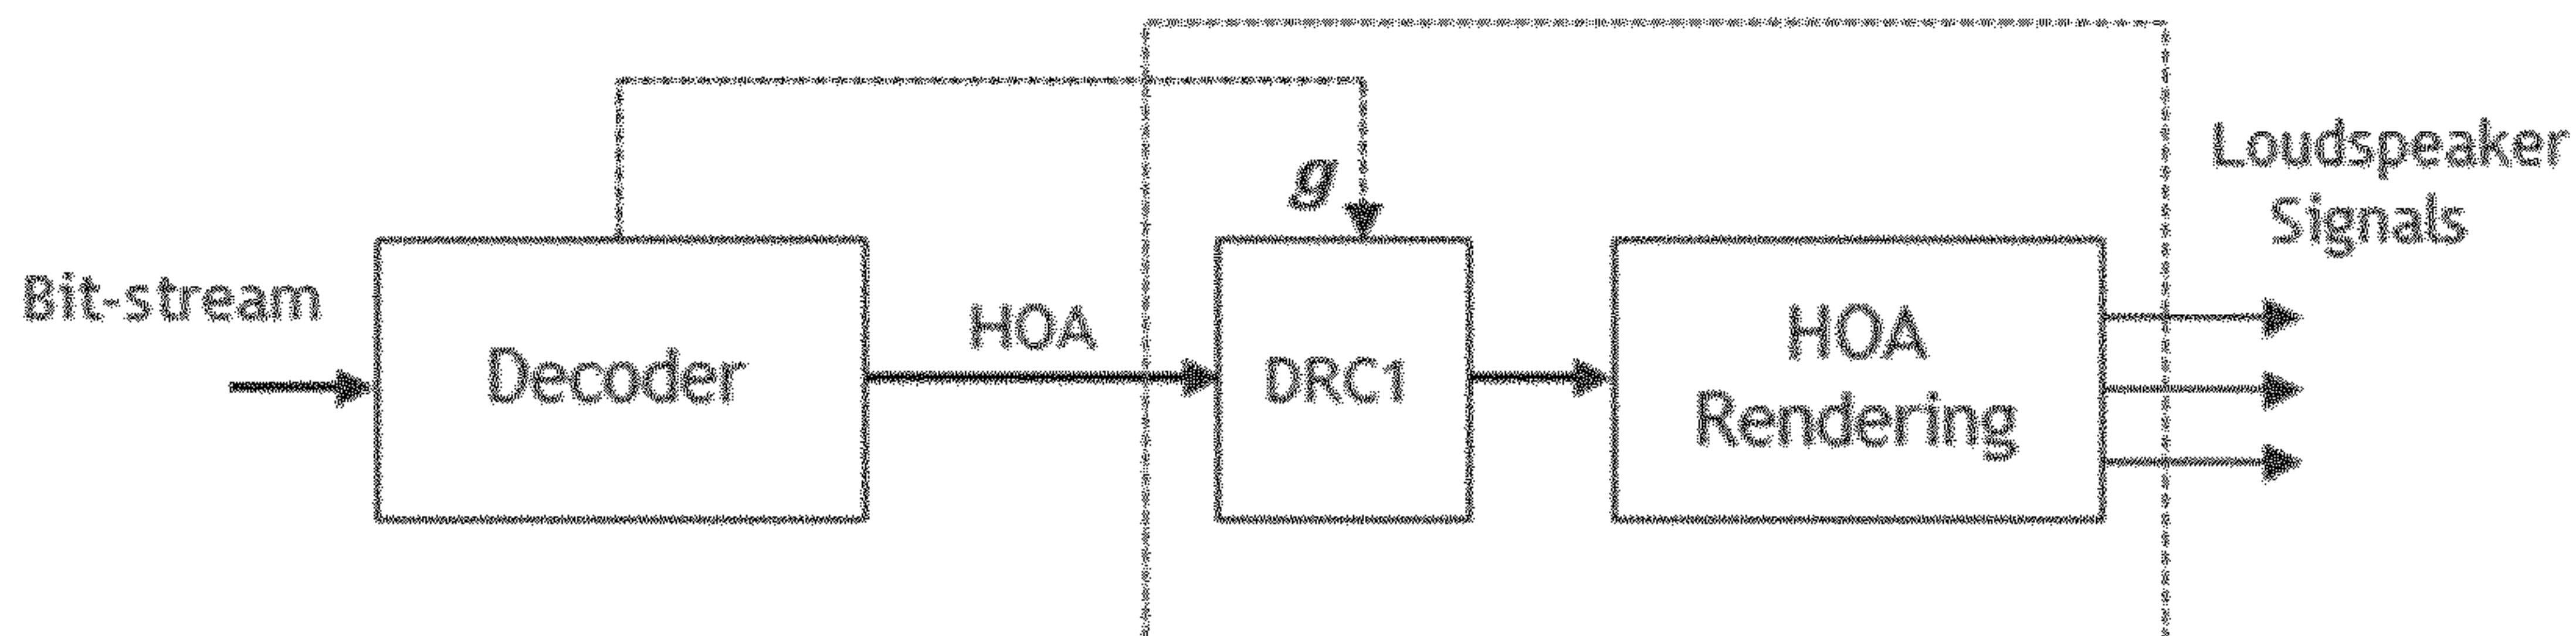 Bit-stream
Decoder
HOA
g
DRC1
HOA
Rendering
Loudspeaker
Signals